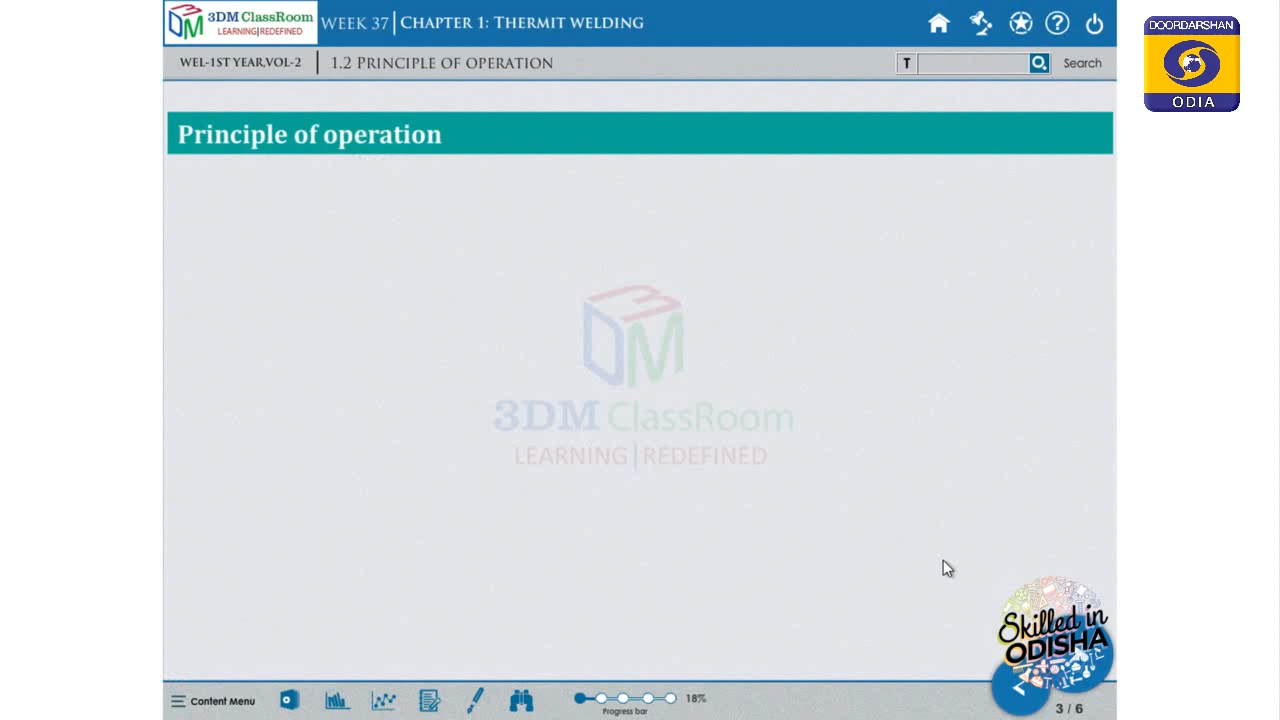 3DM ClassRoom
LEARNING|REDEFINED
WEEK 37 | CHAPTER 1: THERMIT WELDING
WEL-1ST YEAR,VOL-2 | 1.2 PRINCIPLE OF OPERATION
T
Search
DOORDARSHAN
ODIA
Principle of operation
3DM ClassRoom
LEARNING|REDEFINED
Skilled in
ODISHA
Content Menu
18%
Progress bar
3 / 6